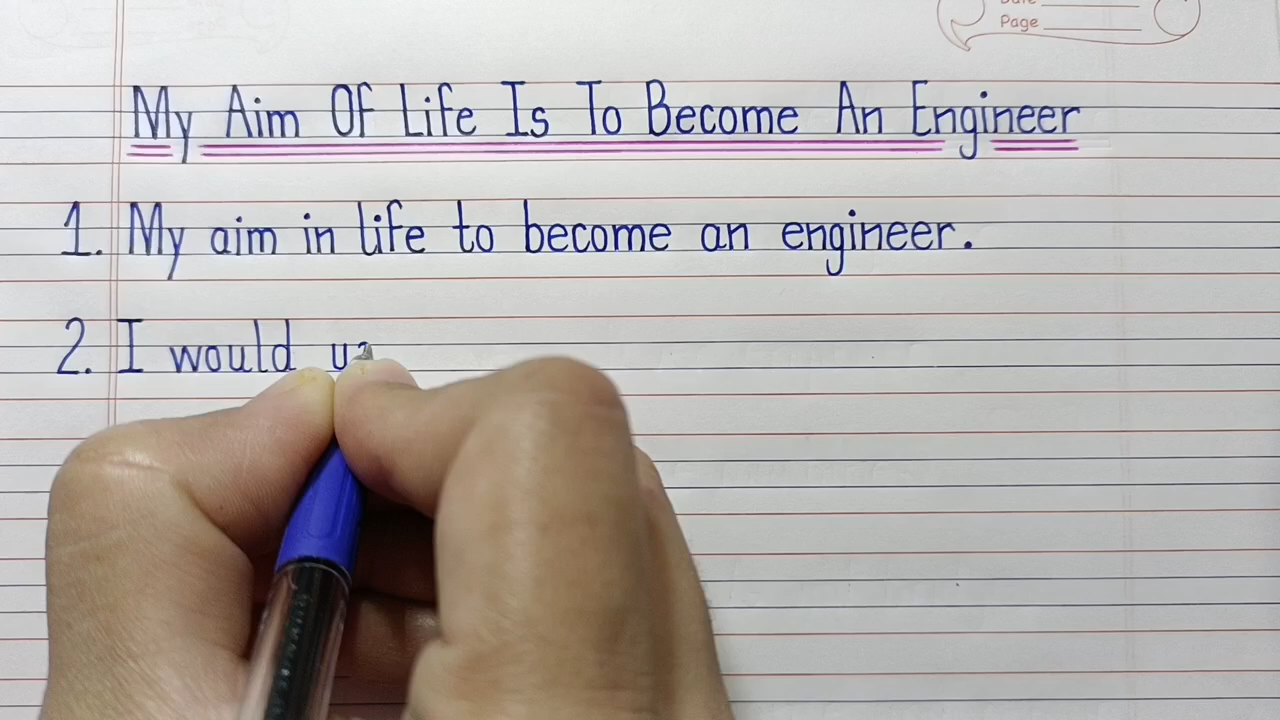 Page
My Aim Of Life Is To Become An Engineer
1. My aim in life to become an engineer.
2. I would